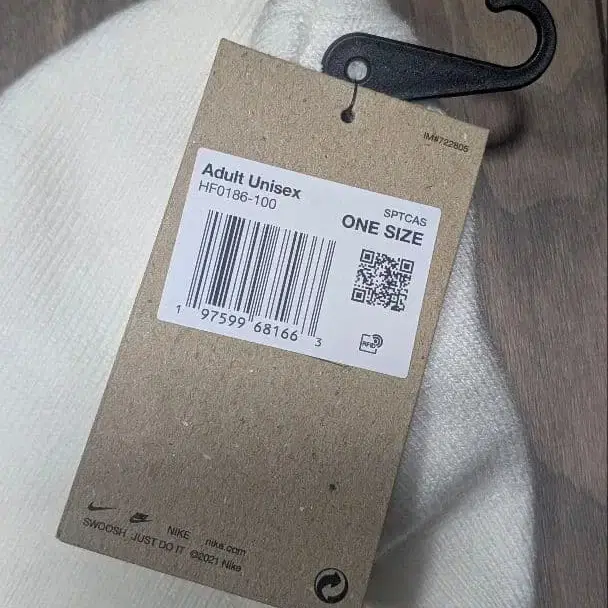 IM#722805
Adult Unisex
HF0186-100
SPTCAS
ONE SIZE
1 97599 68166 3
RFID
NIKE nike.com
SWOOSH JUST DO IT ©2021 Nike